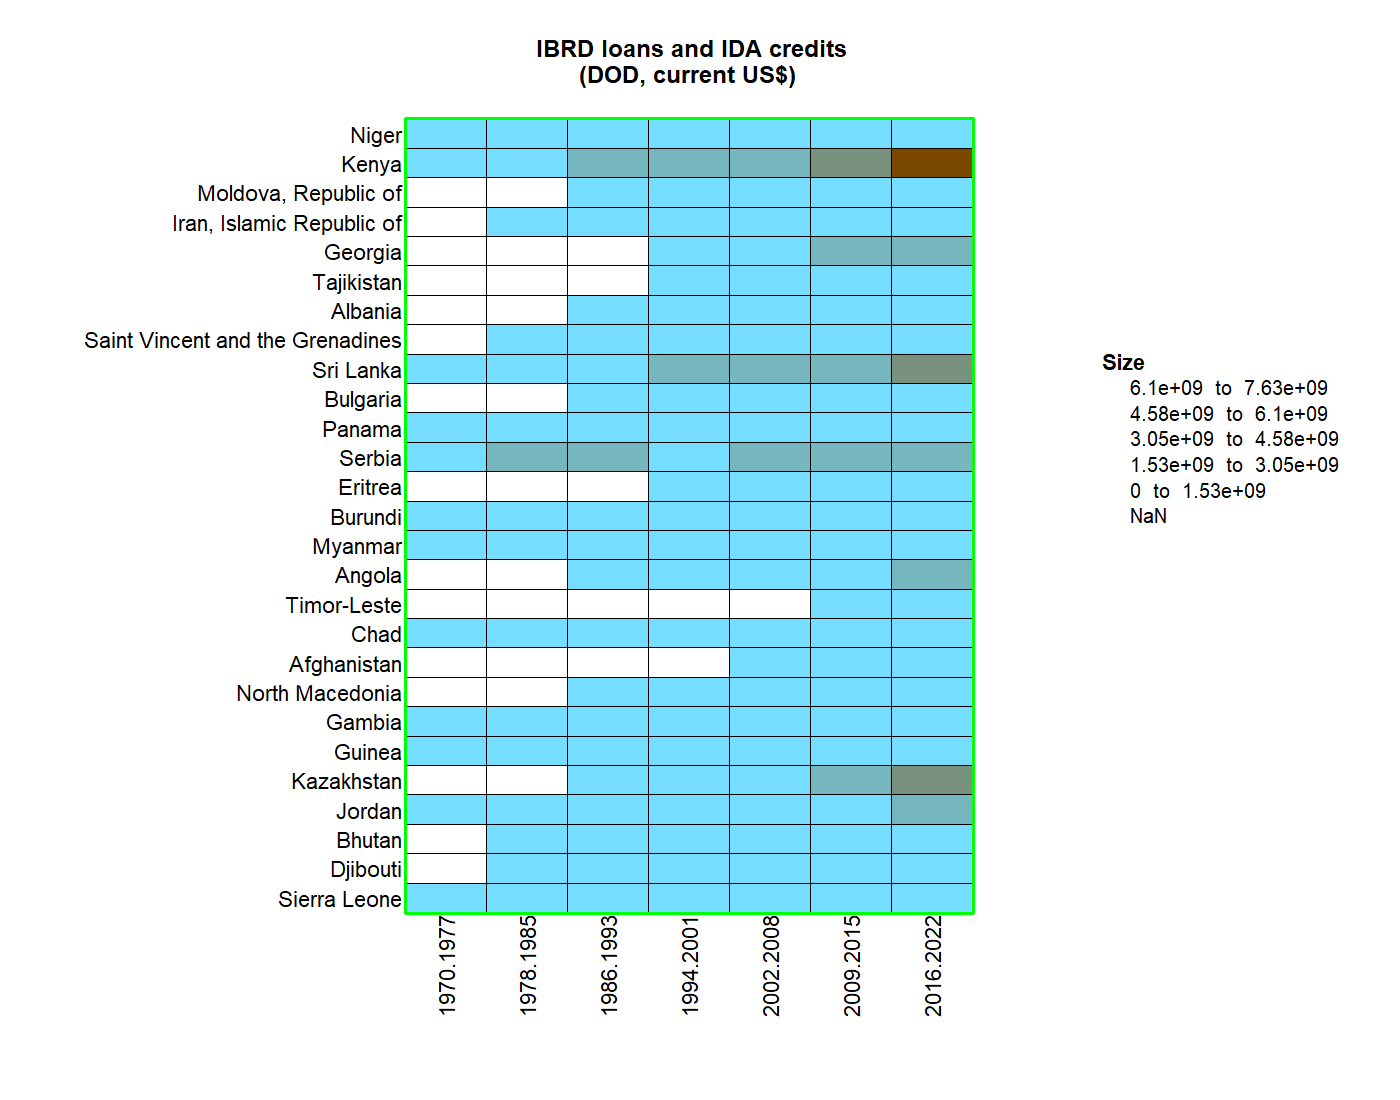 IBRD loans and IDA credits
(DOD, current US$)
Niger
Kenya
Moldova, Republic of
Iran, Islamic Republic of
Georgia
Tajikistan
Albania
Saint Vincent and the Grenadines
Sri Lanka
Bulgaria
Panama
Serbia
Eritrea
Burundi
Myanmar
Angola
Timor-Leste
Chad
Afghanistan
North Macedonia
Gambia
Guinea
Kazakhstan
Jordan
Bhutan
Djibouti
Sierra Leone
1970.1977
1978.1985
1986.1993
1994.2001
2002.2008
2009.2015
2016.2022
Size
6.1e+09 to 7.63e+09
4.58e+09 to 6.1e+09
3.05e+09 to 4.58e+09
1.53e+09 to 3.05e+09
0 to 1.53e+09
NaN